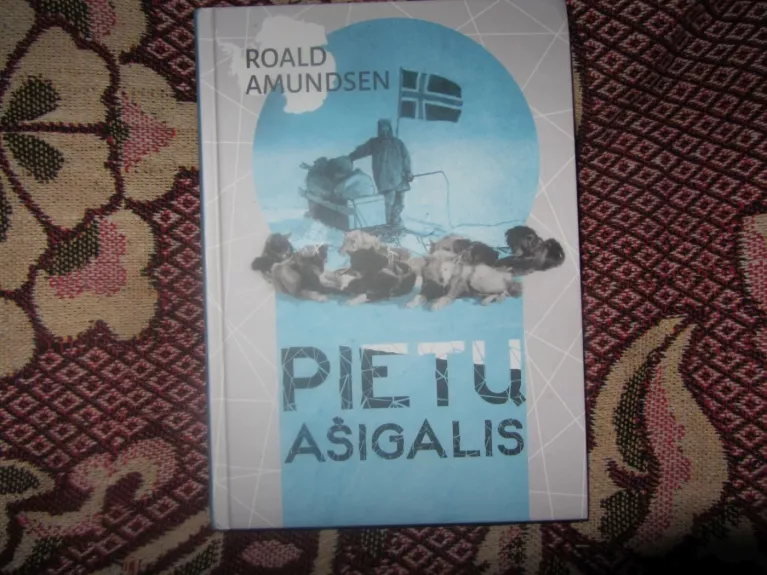 ROALD
AMUNDSEN
PIETŲ
AŠIGALIS